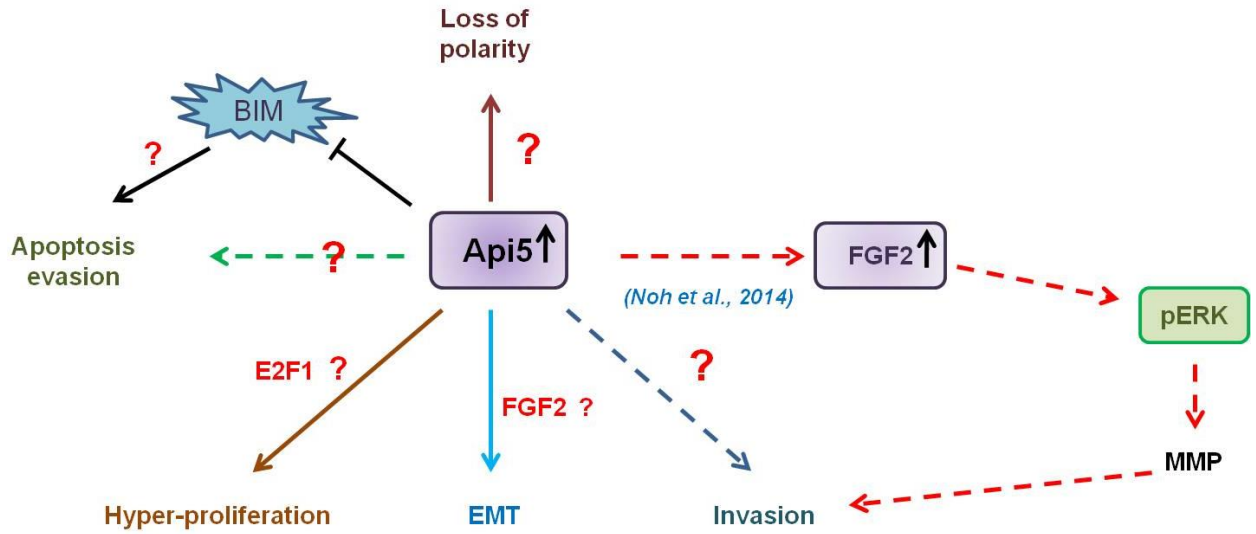 Loss of
polarity
BIM
?
?
Apoptosis
evasion
?
Api5
FGF2
(Noh et al., 2014)
pERK
E2F1 ?
?
FGF2 ?
MMP
Hyper-proliferation
EMT
Invasion